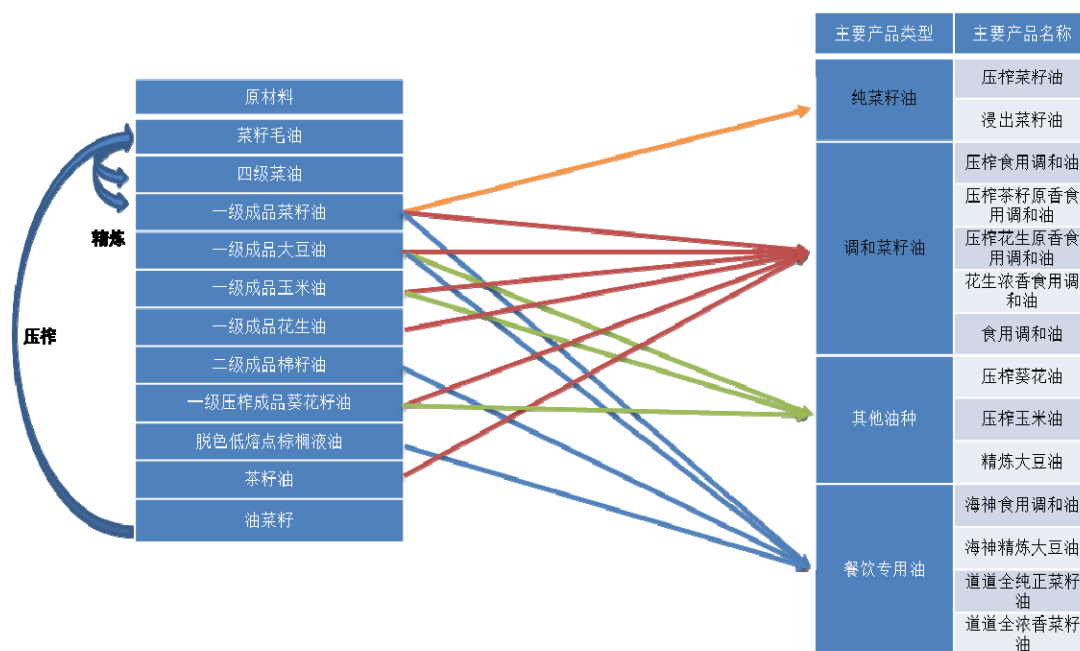 主要产品类型
主要产品名称
原材料
菜籽毛油
四级菜油
一级成品菜籽油
一级成品大豆油
一级成品玉米油
一级成品花生油
二级成品棉籽油
一级压榨成品葵花籽油
脱色低熔点棕榈液油
茶籽油
油菜籽
精炼
压榨
纯菜籽油
压榨菜籽油
浸出菜籽油
调和菜籽油
压榨食用调和油
压榨茶籽原香食
用调和油
压榨花生原香食
用调和油
花生浓香食用调
和油
食用调和油
其他油种
压榨葵花油
压榨玉米油
精炼大豆油
餐饮专用油
海神食用调和油
海神精炼大豆油
道道全纯正菜籽
油
道道全浓香菜籽
油